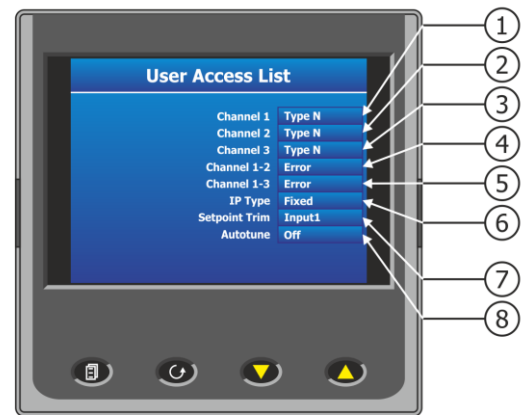 User Access List
Channel 1 Type N
Channel 2 Type N
Channel 3 Type N
Channel 1-2 Error
Channel 1-3 Error
IP Type Fixed
Setpoint Trim Input1
Autotune Off
1
2
3
4
5
6
7
8